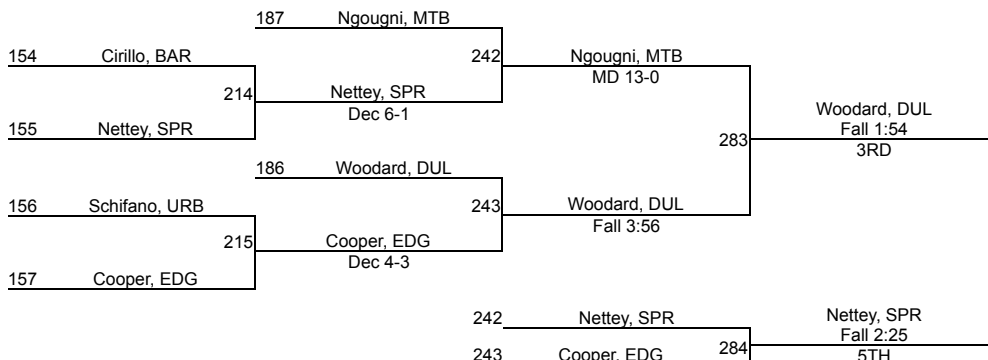 187 Ngougni, MTB
154 Cirillo, BAR
242
Ngougni, MTB
MD 13-0
214
Nettey, SPR
Dec 6-1
155 Nettey, SPR
Woodard, DUL
Fall 1:54
3RD
283
186 Woodard, DUL
156 Schifano, URB
243
Woodard, DUL
Fall 3:56
215
Cooper, EDG
Dec 4-3
157 Cooper, EDG
242 Nettey, SPR
Nettey, SPR
Fall 2:25
5TH
284
243 Cooper, EDG